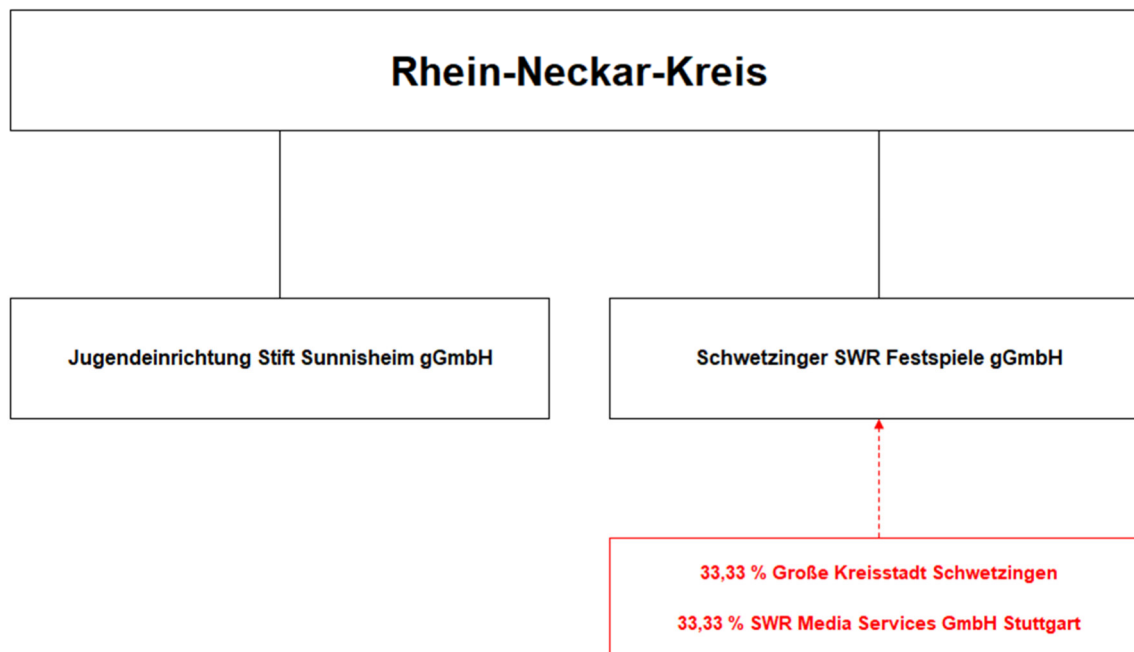 Rhein-Neckar-Kreis
Jugendeinrichtung Stift Sunnisheim gGmbH
Schwetzinger SWR Festspiele gGmbH
33,33 % Große Kreisstadt Schwetzingen
33,33 % SWR Media Services GmbH Stuttgart